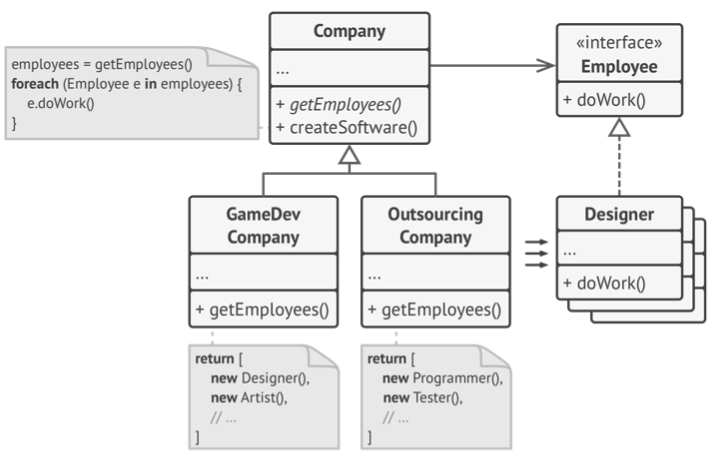 employees = getEmployees()
foreach (Employee e in employees) {
e.doWork()
}
Company
...
+ getEmployees()
+ createSoftware()
«interface»
Employee
+ doWork()
GameDev
Company
...
+ getEmployees()
Outsourcing
Company
...
+ getEmployees()
Designer
...
+ doWork()
return [
new Designer(),
new Artist(),
// ...
]
return [
new Programmer(),
new Tester(),
// ...
]